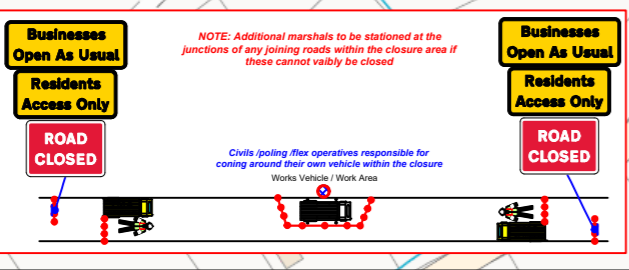 Businesses
Open As Usual
Residents
Access Only
ROAD
CLOSED
NOTE: Additional marshals to be stationed at the
junctions of any joining roads within the closure area if
these cannot vaibly be closed
Civils /poling /flex operatives responsible for
coning around their own vehicle within the closure
Works Vehicle / Work Area
Businesses
Open As Usual
Residents
Access Only
ROAD
CLOSED